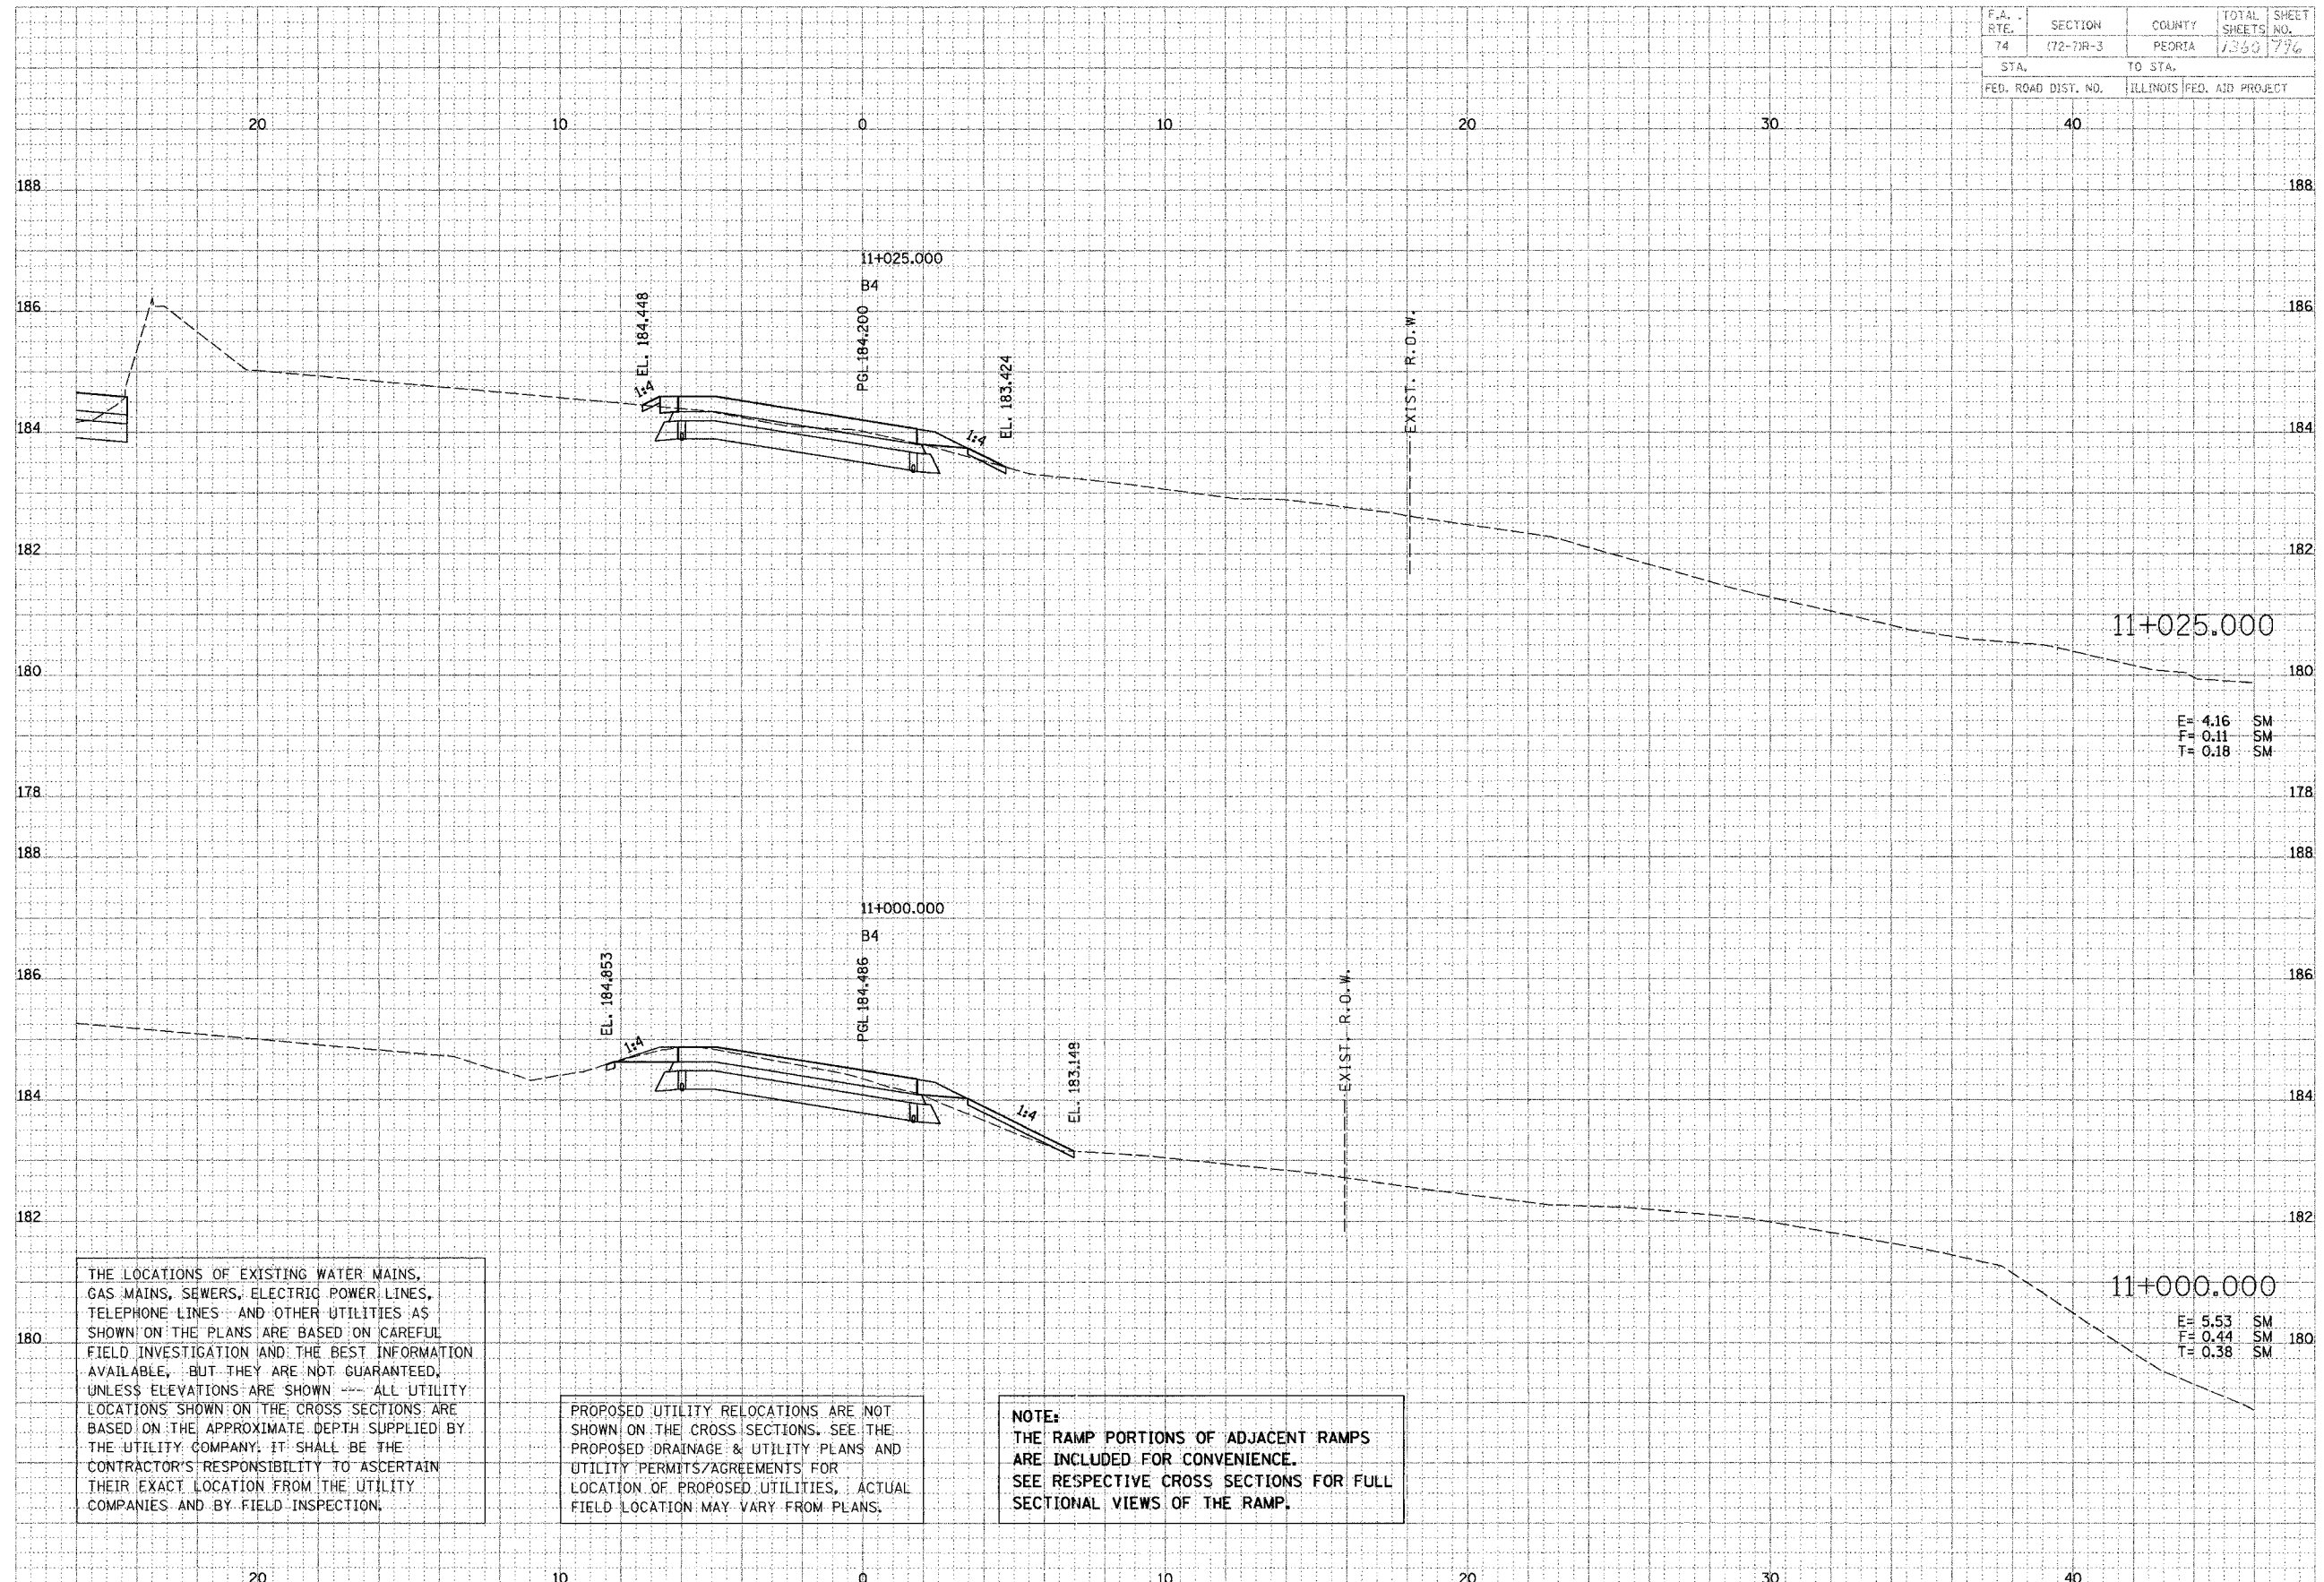 F.A. RTE. SECTION COUNTY TOTAL SHEETS SHEET NO.
74 (72-7)R-3 PEORIA 1360 796
STA. TO STA.
FED. ROAD DIST. NO. ILLINOIS FED. AID PROJECT
20 10 0 10 20 30 40
188 188
11+025.000
B4
186 186
EL. 184.448
PGL 184.200
EL. 183.424
EXIST. R.O.W.
1:4
1:4
184 184
182 182
11+025.000
180 180
E= 4.16 SM
F= 0.11 SM
T= 0.18 SM
178 178
188 188
11+000.000
B4
186 186
EL. 184.853
PGL 184.486
EL. 183.148
EXIST. R.O.W.
1:4
1:4
184 184
182 182
11+000.000
E= 5.53 SM
F= 0.44 SM
T= 0.38 SM
180 180
THE LOCATIONS OF EXISTING WATER MAINS,
GAS MAINS, SEWERS, ELECTRIC POWER LINES,
TELEPHONE LINES AND OTHER UTILITIES AS
SHOWN ON THE PLANS ARE BASED ON CAREFUL
FIELD INVESTIGATION AND THE BEST INFORMATION
AVAILABLE, BUT THEY ARE NOT GUARANTEED,
UNLESS ELEVATIONS ARE SHOWN --- ALL UTILITY
LOCATIONS SHOWN ON THE CROSS SECTIONS ARE
BASED ON THE APPROXIMATE DEPTH SUPPLIED BY
THE UTILITY COMPANY. IT SHALL BE THE
CONTRACTOR'S RESPONSIBILITY TO ASCERTAIN
THEIR EXACT LOCATION FROM THE UTILITY
COMPANIES AND BY FIELD INSPECTION.
PROPOSED UTILITY RELOCATIONS ARE NOT
SHOWN ON THE CROSS SECTIONS. SEE THE
PROPOSED DRAINAGE & UTILITY PLANS AND
UTILITY PERMITS/AGREEMENTS FOR
LOCATION OF PROPOSED UTILITIES, ACTUAL
FIELD LOCATION MAY VARY FROM PLANS.
NOTE:
THE RAMP PORTIONS OF ADJACENT RAMPS
ARE INCLUDED FOR CONVENIENCE.
SEE RESPECTIVE CROSS SECTIONS FOR FULL
SECTIONAL VIEWS OF THE RAMP.
20 10 0 10 20 30 40